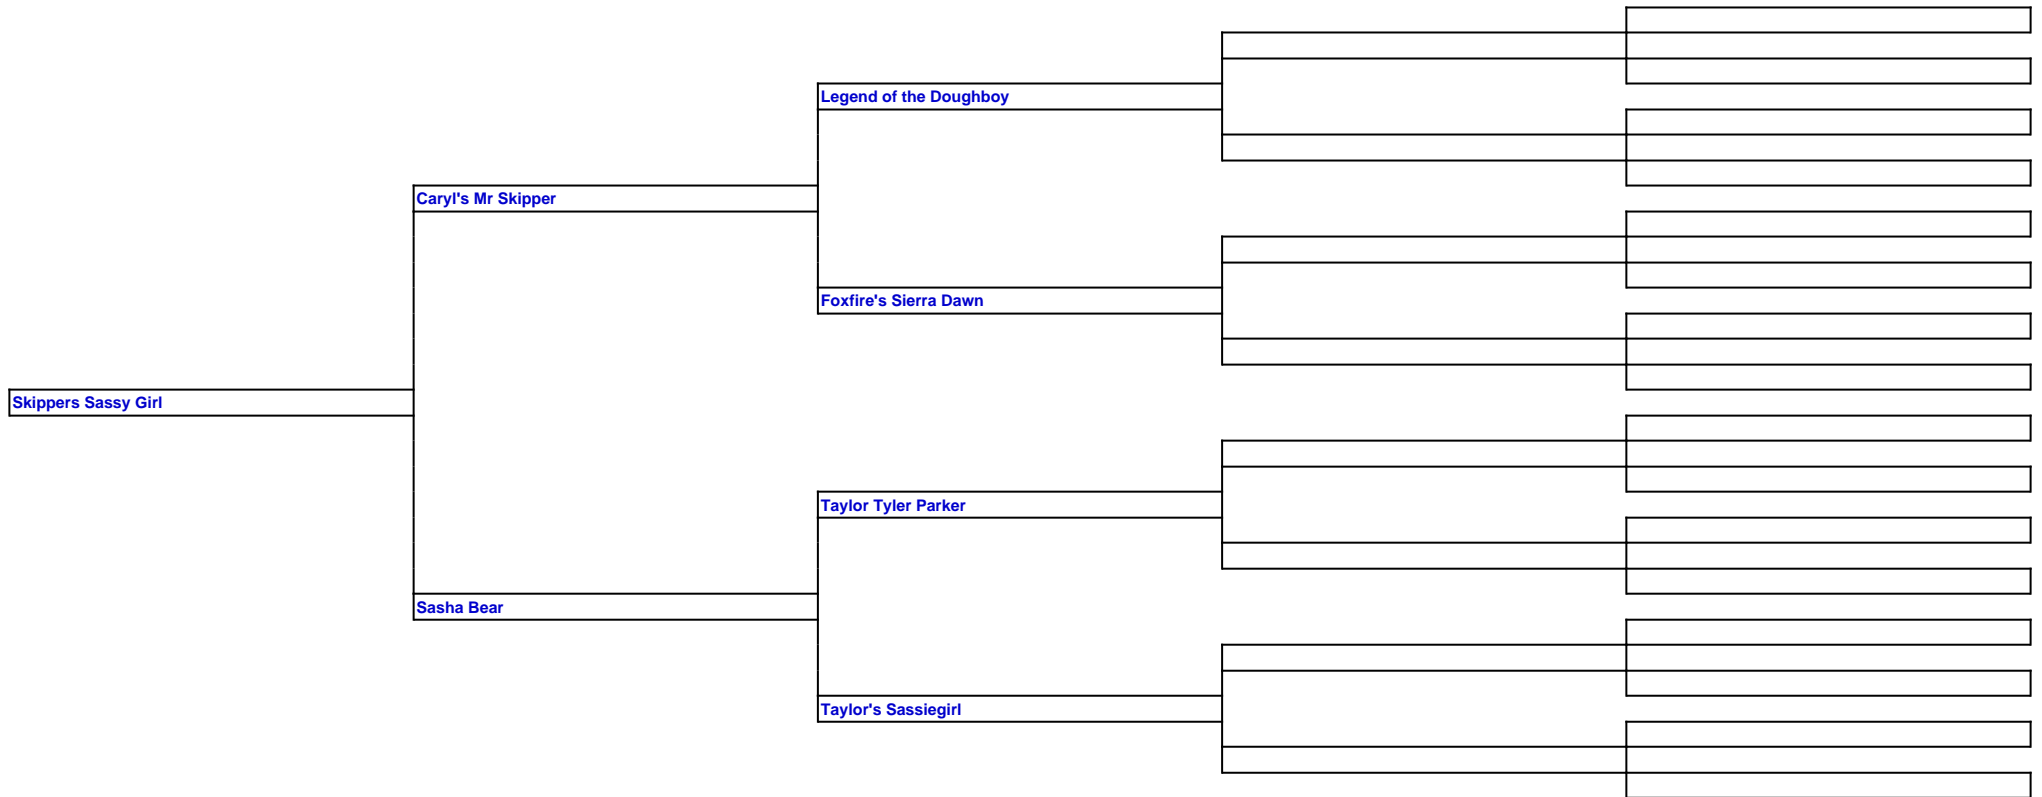 Legend of the Doughboy
Caryl's Mr Skipper
Foxfire's Sierra Dawn
Skippers Sassy Girl
Taylor Tyler Parker
Sasha Bear
Taylor's Sassiegirl